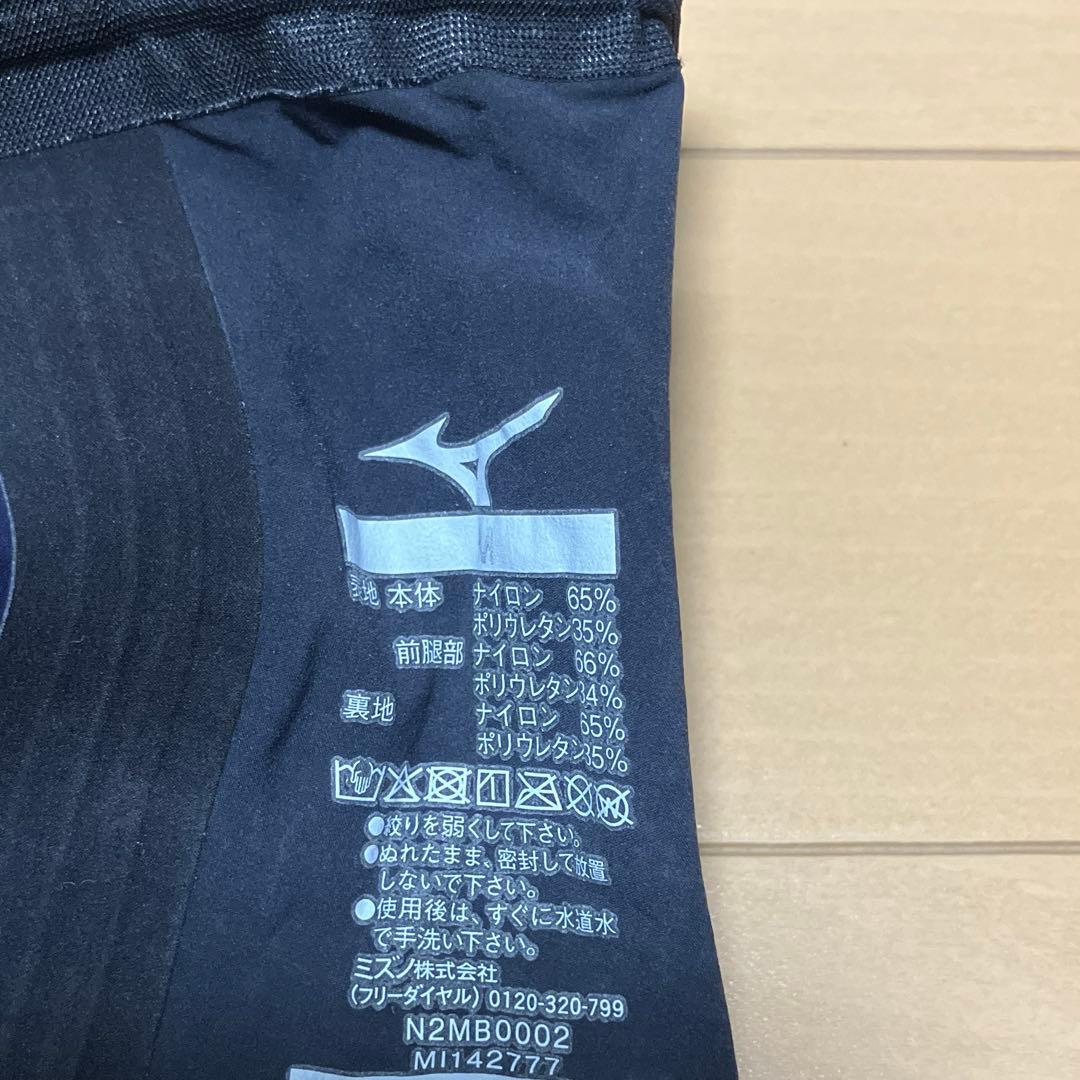 表地 本体 ナイロン 65%
ポリウレタン35%
前腿部 ナイロン 66%
ポリウレタン34%
裏地 ナイロン 65%
ポリウレタン35%
●絞りを弱くして下さい。
●ぬれたまま、密封して放置
しないで下さい。
●使用後は、すぐに水道水
で手洗い下さい。
ミズノ株式会社
(フリーダイヤル) 0120-320-799
N2MB0002
MI142777